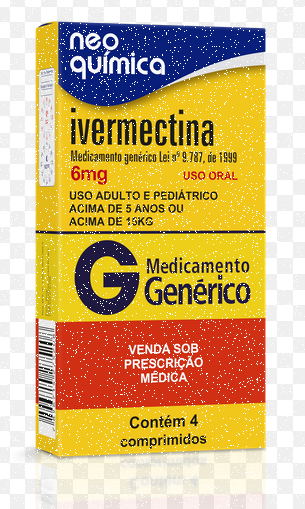 neo
química
ivermectina
Medicamento genérico Lei nº 9.787, de 1999
6mg USO ORAL
USO ADULTO E PEDIÁTRICO
ACIMA DE 5 ANOS OU
ACIMA DE 15KG
G Medicamento
Genérico
VENDA SOB
PRESCRIÇÃO
MÉDICA
Contém 4
comprimidos